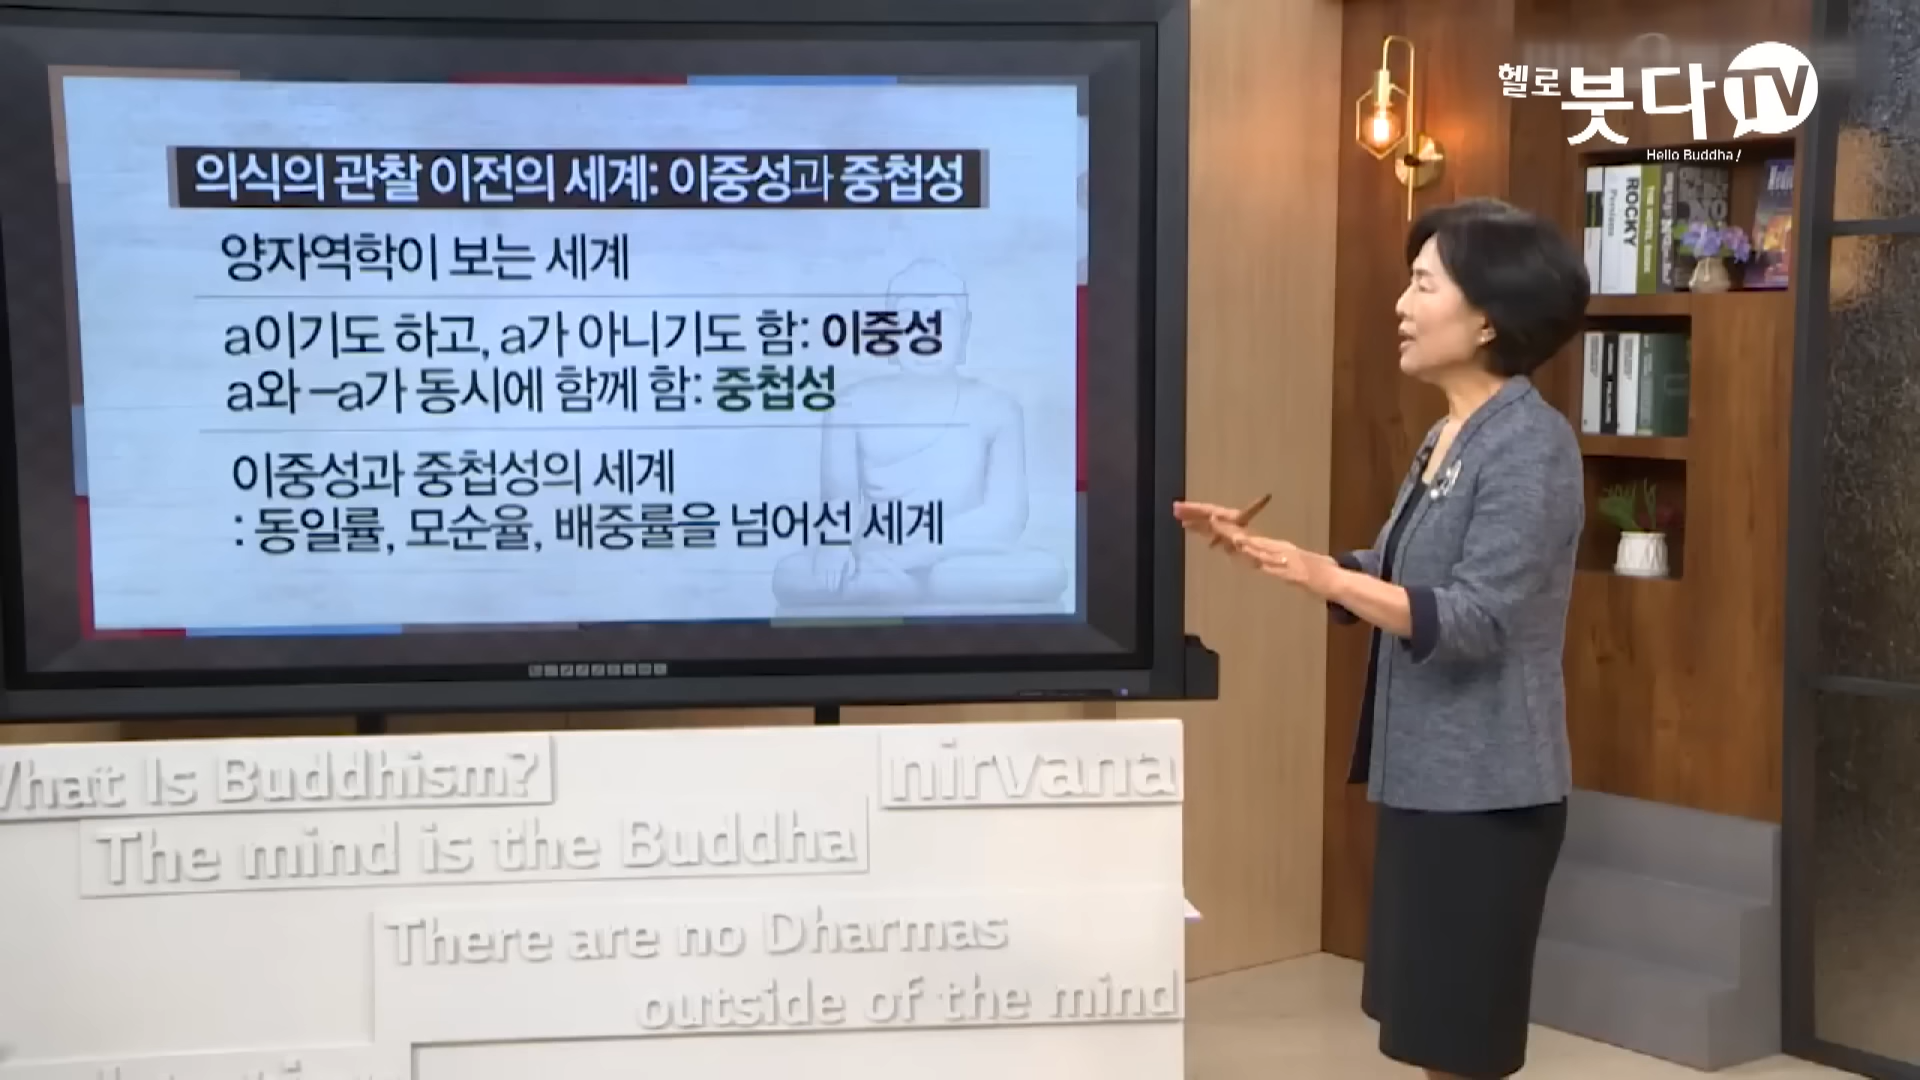 헬로 붓다 TV
Hello Buddha!
의식의 관찰 이전의 세계: 이중성과 중첩성
양자역학이 보는 세계
a이기도 하고, a가 아니기도 함: 이중성
a와 –a가 동시에 함께 함: 중첩성
이중성과 중첩성의 세계
: 동일률, 모순율, 배중률을 넘어선 세계
ROCKY
What Is Buddhism?
nirvana
The mind is the Buddha
There are no Dharmas
outside of the mind